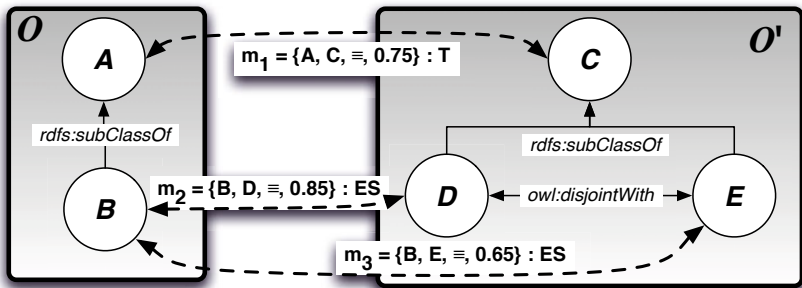 O
O'
A
C
m1 = {A, C, ≡, 0.75} : T
rdfs:subClassOf
rdfs:subClassOf
B
m2 = {B, D, ≡, 0.85} : ES
D
owl:disjointWith
E
m3 = {B, E, ≡, 0.65} : ES